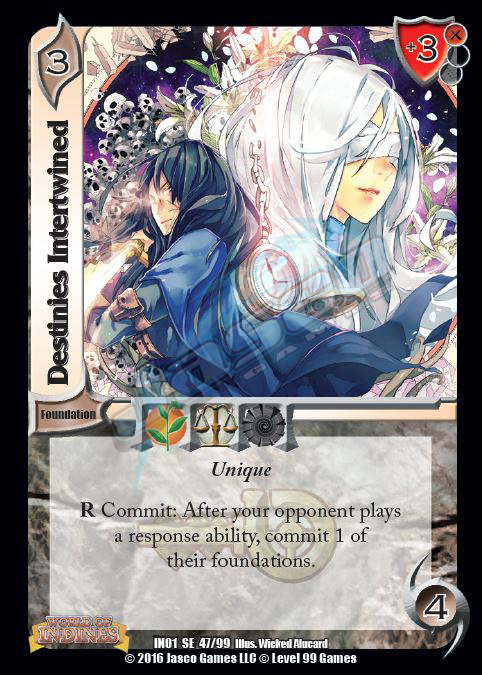 3
+3
Destinies Intertwined
Foundation
Unique
R Commit: After your opponent plays
a response ability, commit 1 of
their foundations.
4
WORLD OF
INDINES
IN01 SE 47/99 Illus. Wicked Alucard
© 2016 Jasco Games LLC © Level 99 Games